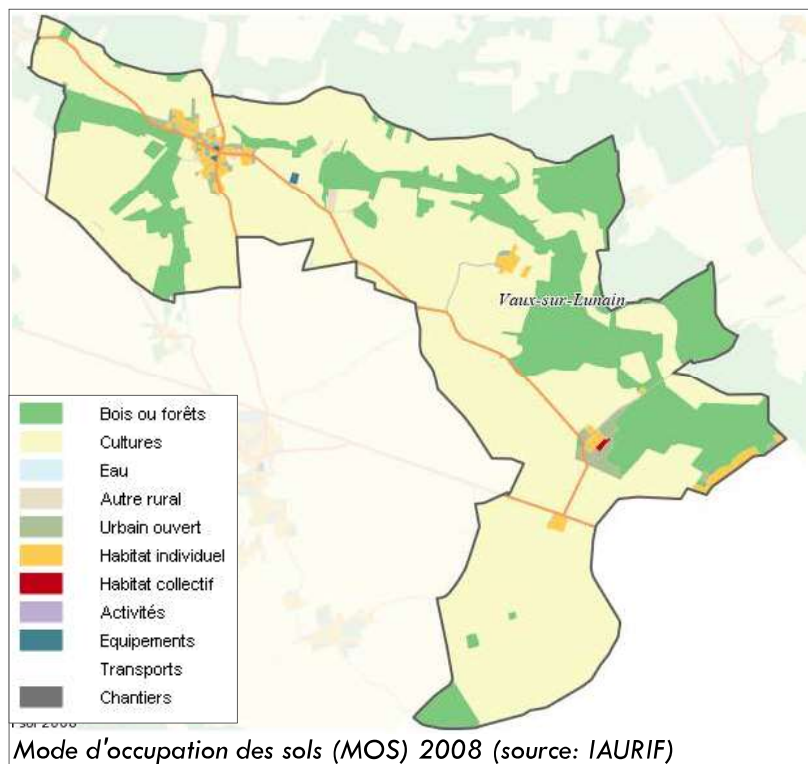 Vaux-sur-Lunain
Bois ou forêts
Cultures
Eau
Autre rural
Urbain ouvert
Habitat individuel
Habitat collectif
Activités
Equipements
Transports
Chantiers
Mode d'occupation des sols (MOS) 2008 (source: IAURIF)